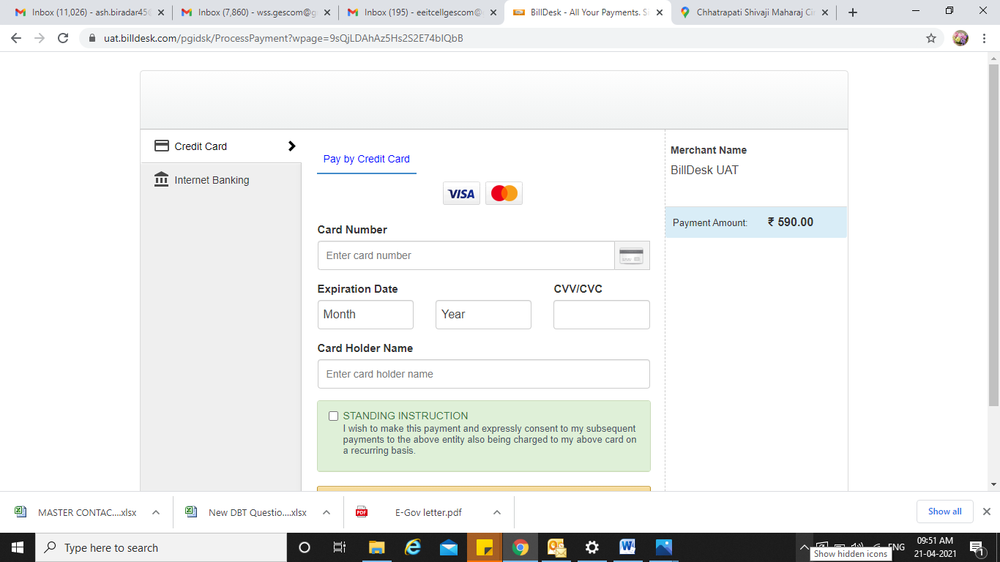 Inbox (11,026) - ash.biradar45@
Inbox (7,860) - wss.gescom@g
Inbox (195) - eeitcellgescom@
BillDesk - All Your Payments. S
Chhatrapati Shivaji Maharaj Cir
uat.billdesk.com/pgidsk/ProcessPayment?wpage=9sQjLDAhAz5Hs2S2E74bIQbB
Credit Card
Internet Banking
Pay by Credit Card
VISA
Card Number
Enter card number
Expiration Date
CVV/CVC
Month
Year
Card Holder Name
Enter card holder name
STANDING INSTRUCTION
I wish to make this payment and expressly consent to my subsequent
payments to the above entity also being charged to my above card on
a recurring basis.
Merchant Name
BillDesk UAT
Payment Amount: ₹ 590.00
MASTER CONTAC....xlsx
New DBT Questio....xlsx
PDF
E-Gov letter.pdf
Show all
Type here to search
ENG
09:51 AM
21-04-2021
1
Show hidden icons